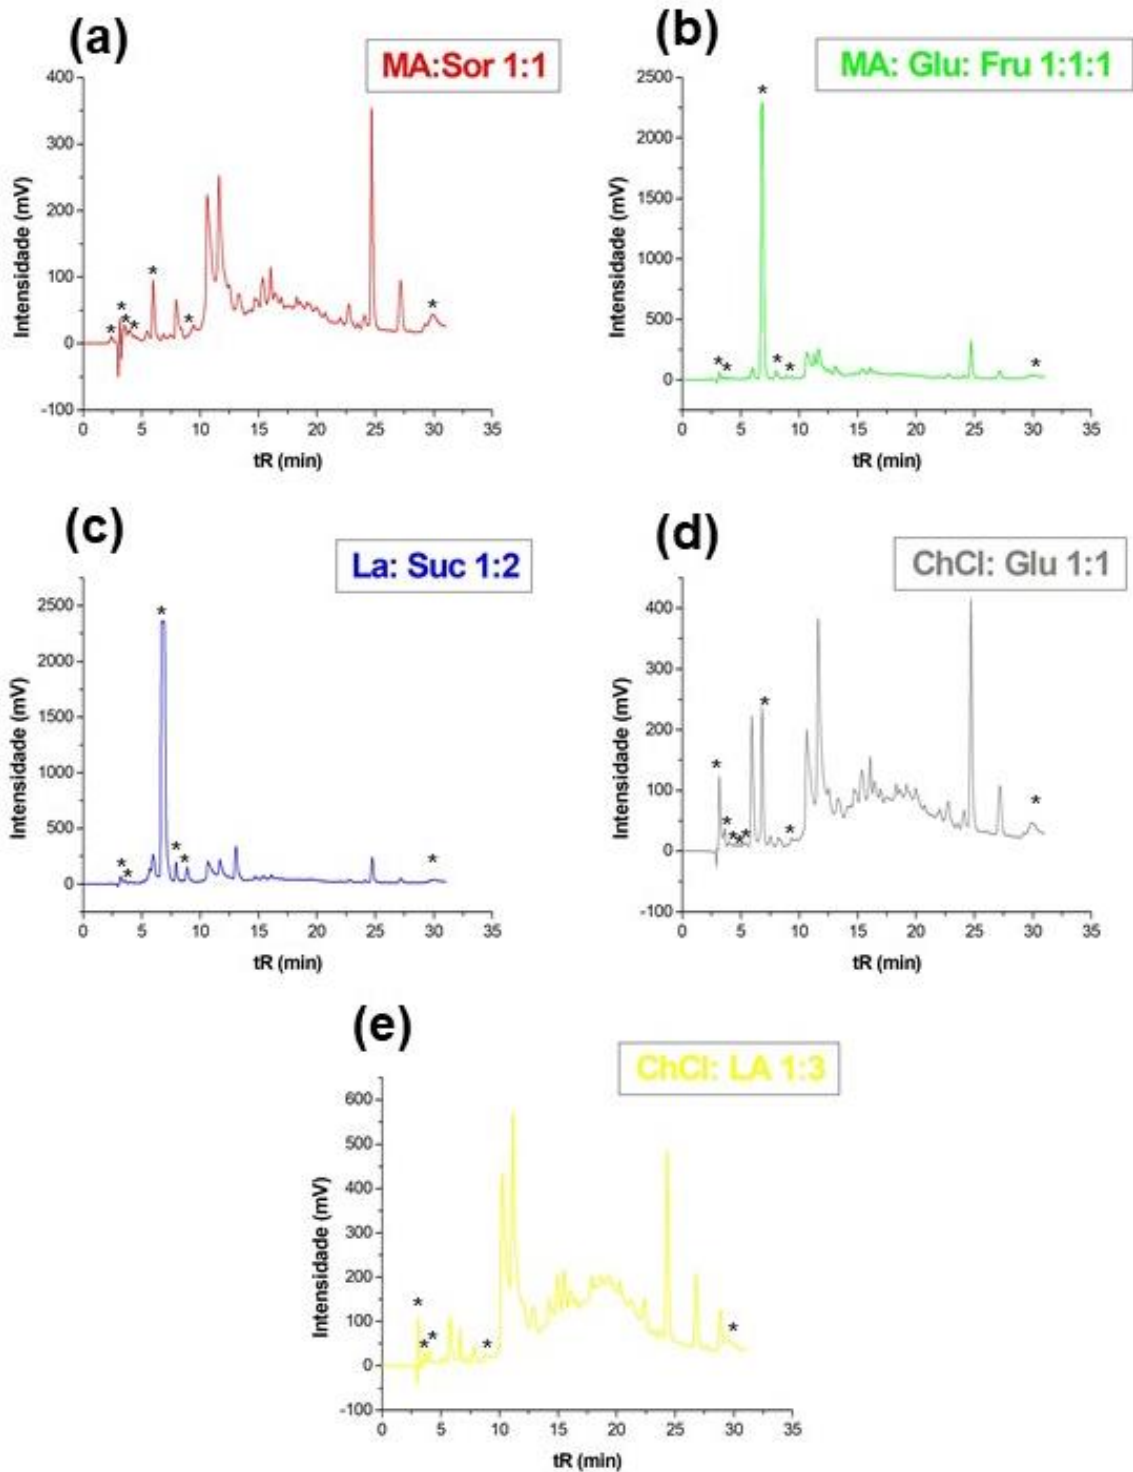 (a)
MA:Sor 1:1
400
300
200
100
0
-100
Intensidade (mV)
* * * * * * *
0 5 10 15 20 25 30 35
tR (min)
(b)
MA: Glu: Fru 1:1:1
2500
2000
1500
1000
500
0
Intensidade (mV)
* * * * * *
0 5 10 15 20 25 30 35
tR (min)
(c)
La: Suc 1:2
2500
2000
1500
1000
500
0
Intensidade (mV)
* * * * * *
0 5 10 15 20 25 30 35
tR (min)
(d)
ChCl: Glu 1:1
400
300
200
100
0
-100
Intensidade (mV)
* * * * * * * *
0 5 10 15 20 25 30 35
tR (min)
(e)
ChCl: LA 1:3
600
500
400
300
200
100
0
-100
Intensidade (mV)
* * * * *
0 5 10 15 20 25 30 35
tR (min)